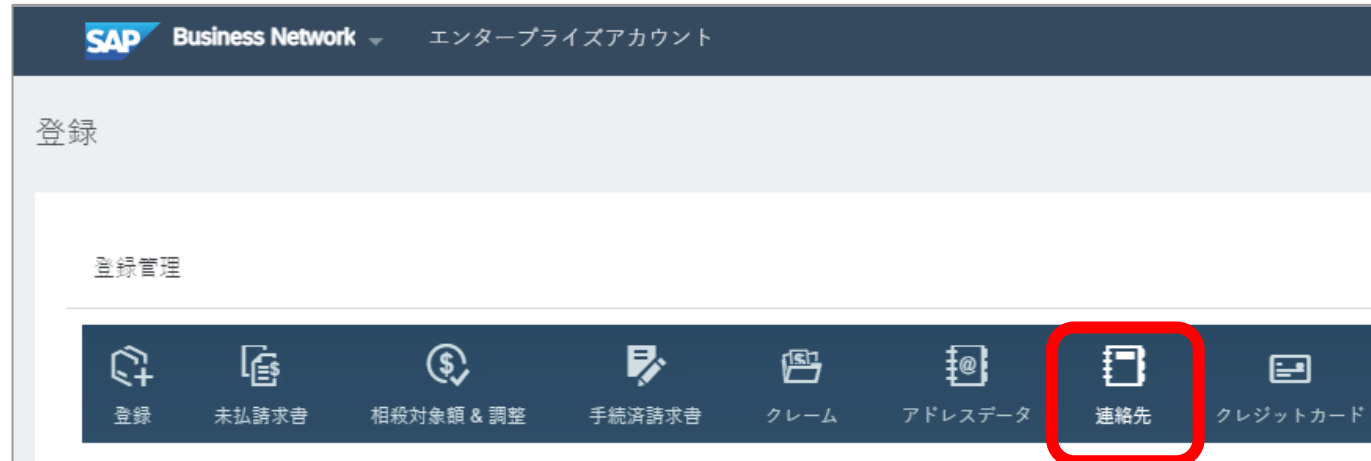 SAP Business Network エンタープライズアカウント
登録
登録管理
登録 未払請求書 相殺対象額 & 調整 手続済請求書 クレーム アドレスデータ 連絡先 クレジットカード